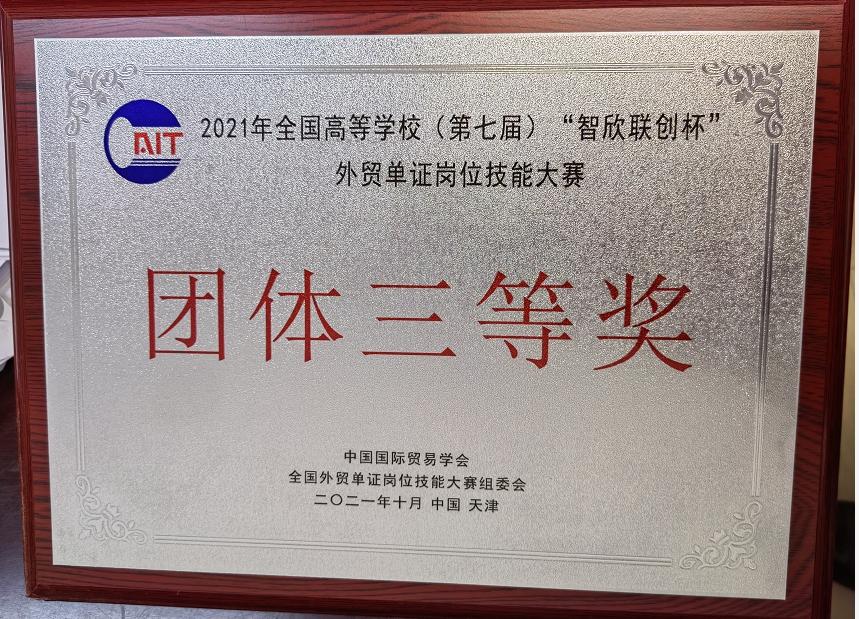 CAIT
2021年全国高等学校（第七届）“智欣联创杯”
外贸单证岗位技能大赛
团体三等奖
中国国际贸易学会
全国外贸单证岗位技能大赛组委会
二〇二一年十月 中国 天津